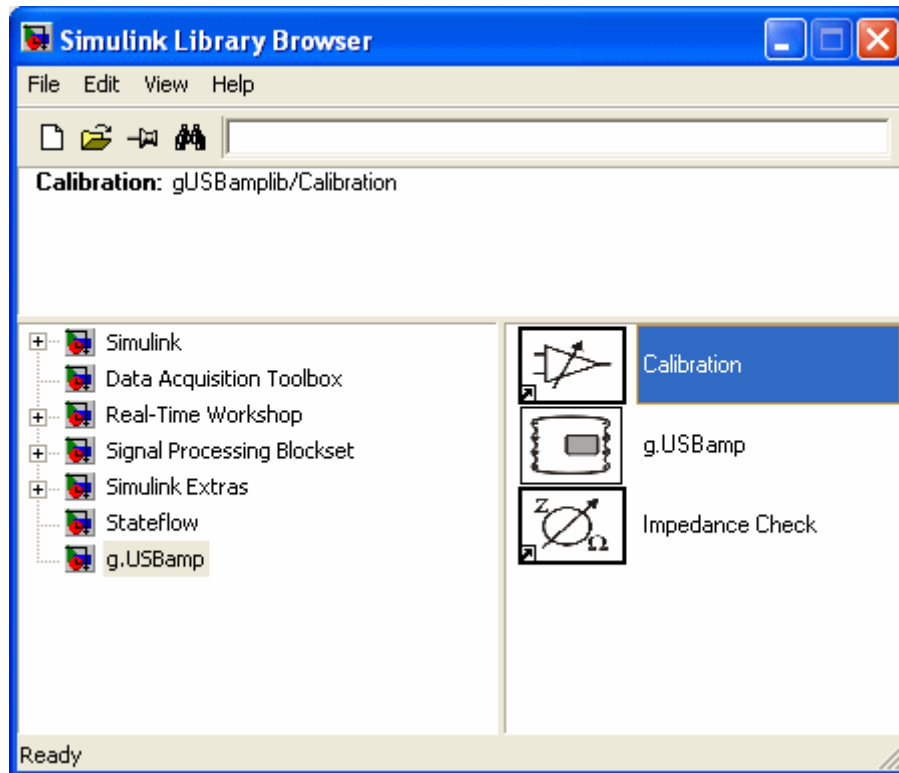 Simulink Library Browser
File Edit View Help
Calibration: gUSBamplib/Calibration
Simulink
Data Acquisition Toolbox
Real-Time Workshop
Signal Processing Blockset
Simulink Extras
Stateflow
g.USBamp
Calibration
g.USBamp
Z Ω
Impedance Check
Ready